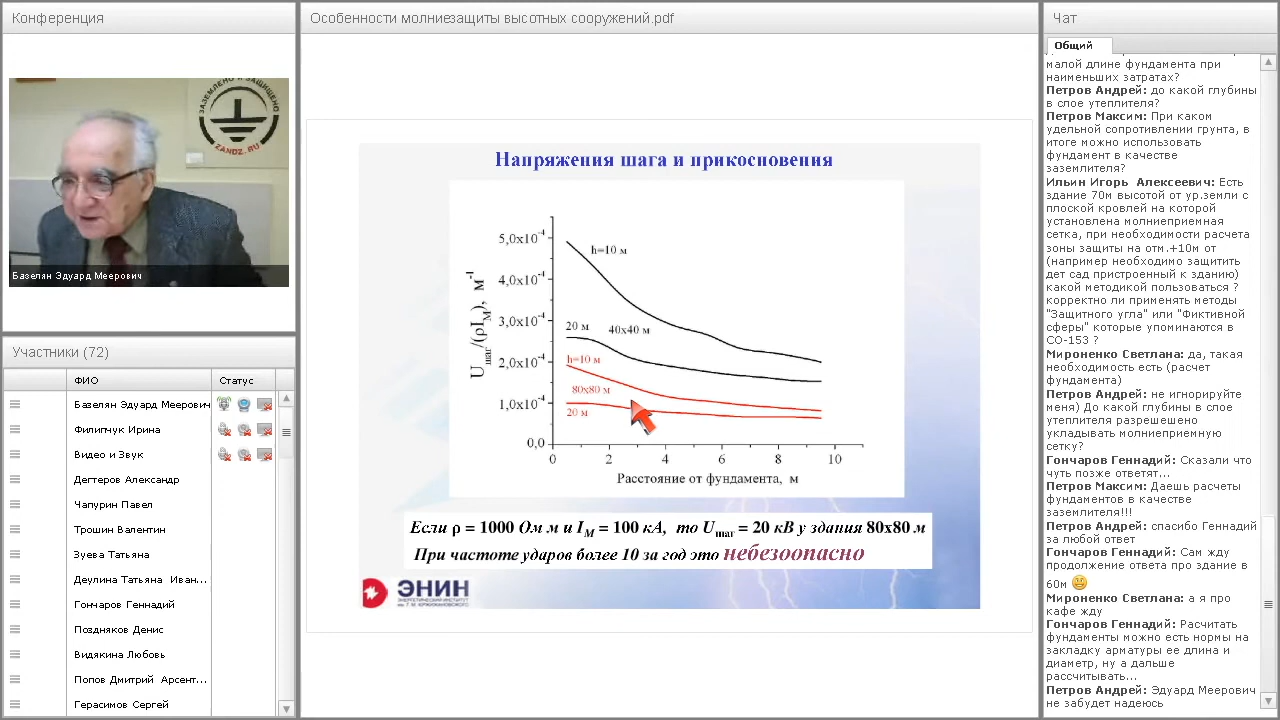 Конференция
ЗАЗЕМЛЕНО И ЗАЩИЩЕНО
ZANDZ.RU
Базелян Эдуард Меерович
Участники (72)
ФИО
Статус
Базелян Эдуард Меерович
Филипчук Ирина
Видео и Звук
Дегтеров Александр
Чапурин Павел
Трошин Валентин
Зуева Татьяна
Деулина Татьяна Иван...
Гончаров Геннадий
Поздняков Денис
Видякина Любовь
Попов Дмитрий Арсент...
Герасимов Сергей
Особенности молниезащиты высотных сооружений.pdf
Напряжения шага и прикосновения
Uшаг/(ρIM), м-1
5,0x10-4
4,0x10-4
3,0x10-4
2,0x10-4
1,0x10-4
0,0
h=10 м
20 м 40x40 м
h=10 м
80x80 м
20 м
0 2 4 6 8 10
Расстояние от фундамента, м
Если ρ = 1000 Ом м и IM = 100 кА, то Uшаг = 20 кВ у здания 80х80 м
При частоте ударов более 10 за год это небезоопасно
ЭНИН
ЭНЕРГЕТИЧЕСКИЙ ИНСТИТУТ
им. Г. М. КРЖИЖАНОВСКОГО
Чат
Общий
малой длине фундамента при
наименьших затратах?
Петров Андрей: до какой глубины
в слое утеплителя?
Петров Максим: При каком
удельной сопротивлении грунта, в
итоге можно использовать
фундамент в качестве
заземлителя?
Ильин Игорь Алексеевич: Есть
здание 70м высотой от ур.земли с
плоской кровлей на которой
установлена молниеприемная
сетка, при необходимости расчета
зоны защиты на отм.+10м от
(например необходимо защитить
дет сад пристроенный к зданию)
какой методикой пользоваться ?
корректно ли применять методы
"Защитного угла" или "Фиктивной
сферы" которые упоминаются в
СО-153 ?
Мироненко Светлана: да, такая
необходимость есть (расчет
фундамента)
Петров Андрей: не игнорируйте
меня) До какой глубины в слое
утеплителя разрешешено
укладывать молниеприемную
сетку?
Гончаров Геннадий: Сказали что
чуть позже ответят...
Петров Максим: Даешь расчеты
фундаментов в качестве
заземлителя!!!
Петров Андрей: спасибо Геннадий
за любой ответ
Гончаров Геннадий: Сам жду
продолжение ответа про здание в
60м
Мироненко Светлана: а я про
кафе жду
Гончаров Геннадий: Расчитать
фундаменты можно есть нормы на
закладку арматуры ее длина и
диаметр, ну а дальше
рассчитывать...
Петров Андрей: Эдуард Меерович
не забудет надеюсь